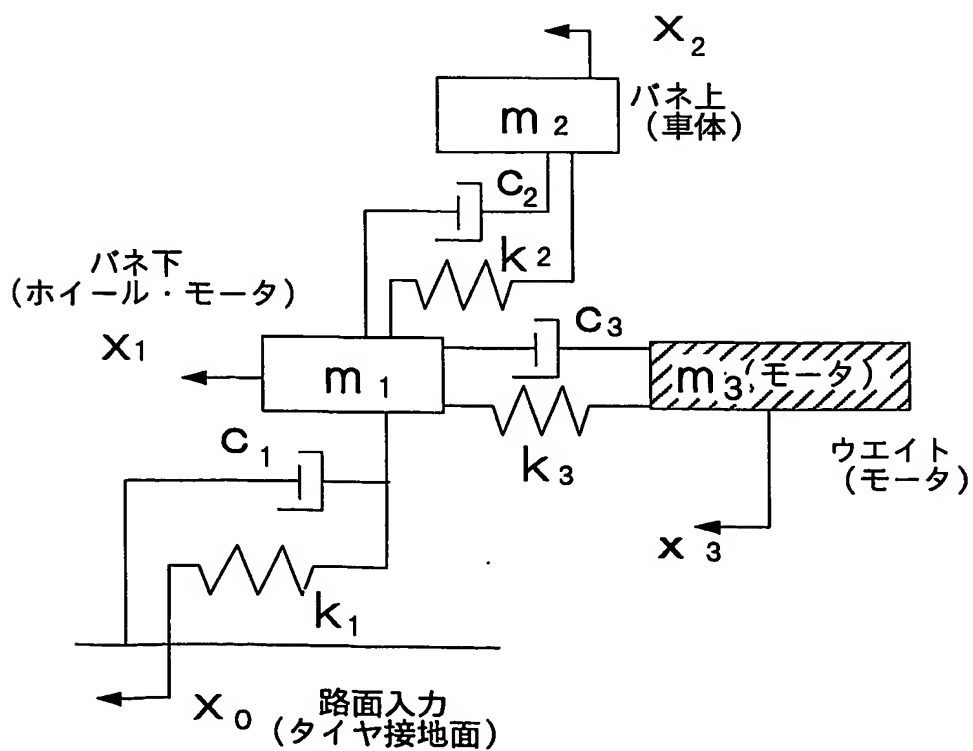 X₂
m₂
バネ上
(車体)
C₂
k₂
バネ下
(ホイール・モータ)
X₁
m₁
C₃
m₃(モータ)
k₃
ウエイト
(モータ)
x₃
C₁
k₁
X₀
路面入力
(タイヤ接地面)